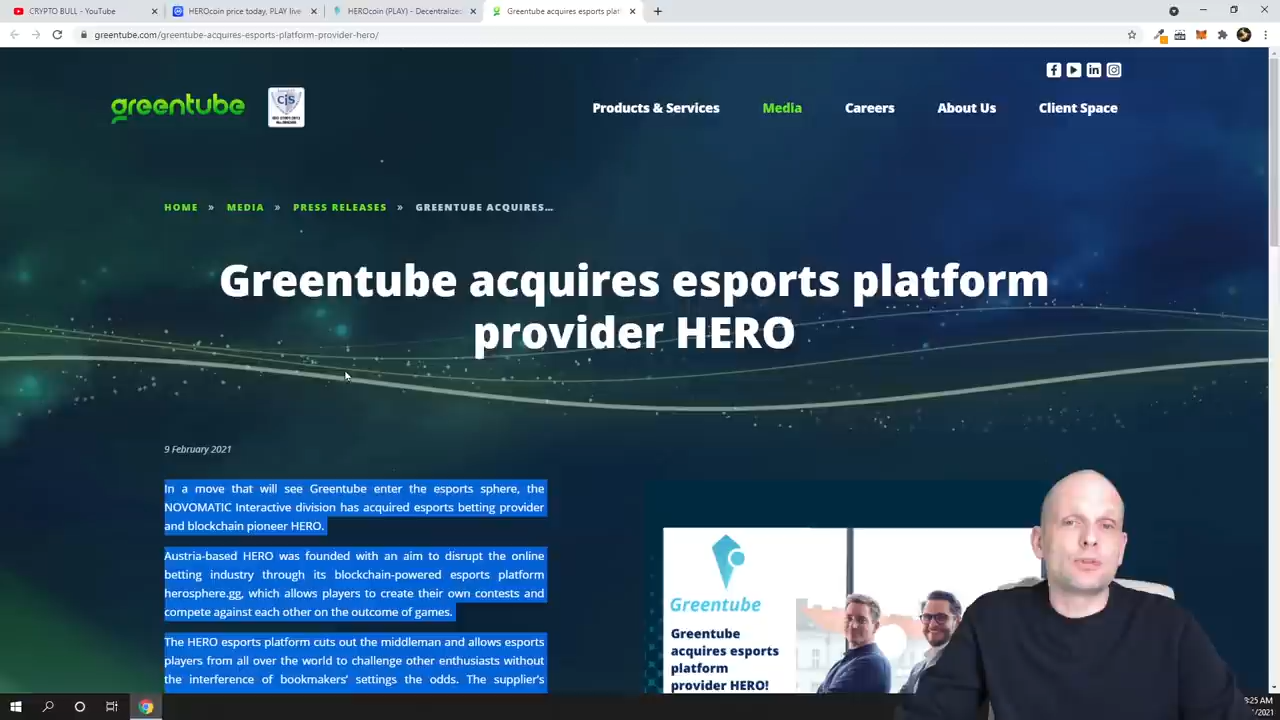 CRYPTO BULL - YouTube
HEROcoin price today, PLAY live
HEROcoin (PLAY) - Decentralize
Greentube acquires esports plat
greentube.com/greentube-acquires-esports-platform-provider-hero/
greentube
CIS
Products & Services
Media
Careers
About Us
Client Space
HOME » MEDIA » PRESS RELEASES » GREENTUBE ACQUIRES...
Greentube acquires esports platform
provider HERO
9 February 2021
In a move that will see Greentube enter the esports sphere, the
NOVOMATIC Interactive division has acquired esports betting provider
and blockchain pioneer HERO.
Austria-based HERO was founded with an aim to disrupt the online
betting industry through its blockchain-powered esports platform
herosphere.gg, which allows players to create their own contests and
compete against each other on the outcome of games.
The HERO esports platform cuts out the middleman and allows esports
players from all over the world to challenge other enthusiasts without
the interference of bookmakers' settings the odds. The supplier's
Greentube
Greentube
acquires esports
platform
provider HERO!
:25 AM
/2021